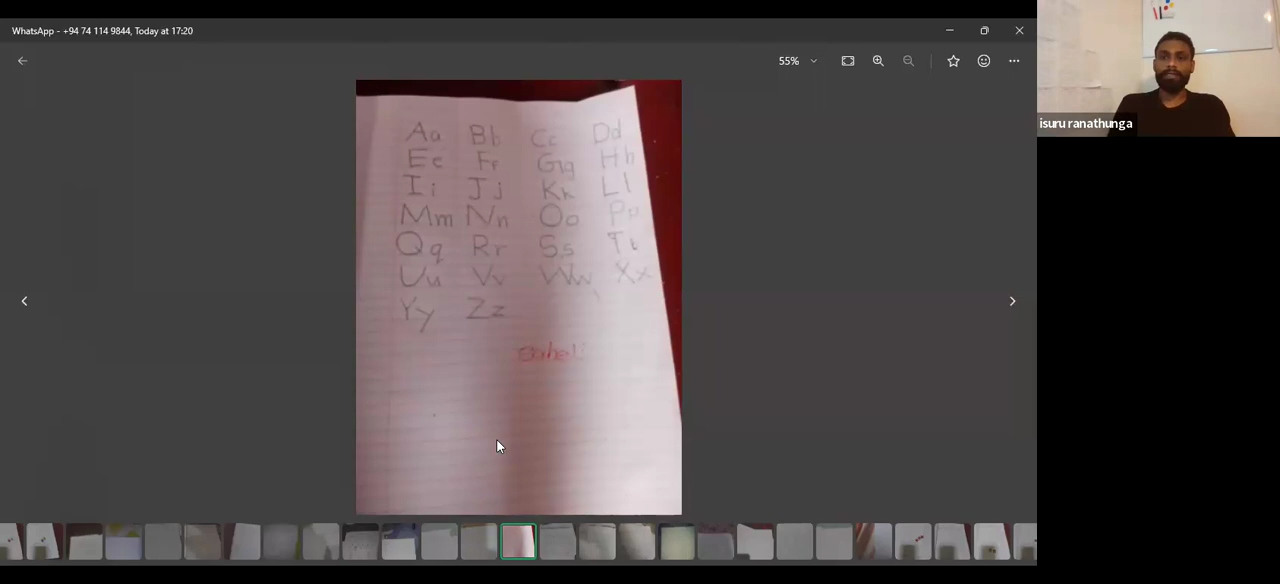 WhatsApp - +94 74 114 9844, Today at 17:20
55%
isuru ranathunga
Aa Bb Cc Dd
Ee Ff Gg Hh
Ii Jj Kk Ll
Mm Nn Oo Pp
Qq Rr Ss Tt
Uu Vv Ww Xx
Yy Zz